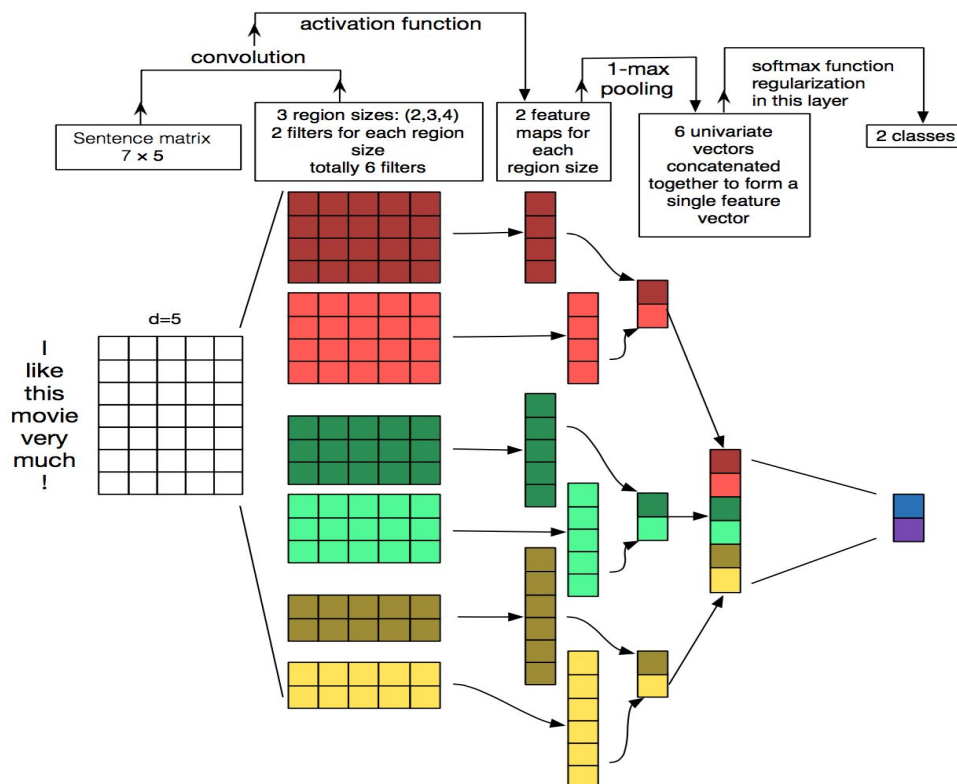 activation function
convolution
1-max
pooling
softmax function
regularization
in this layer
Sentence matrix
7 × 5
3 region sizes: (2,3,4)
2 filters for each region
size
totally 6 filters
2 feature
maps for
each
region size
6 univariate
vectors
concatenated
together to form a
single feature
vector
2 classes
d=5
I
like
this
movie
very
much
!